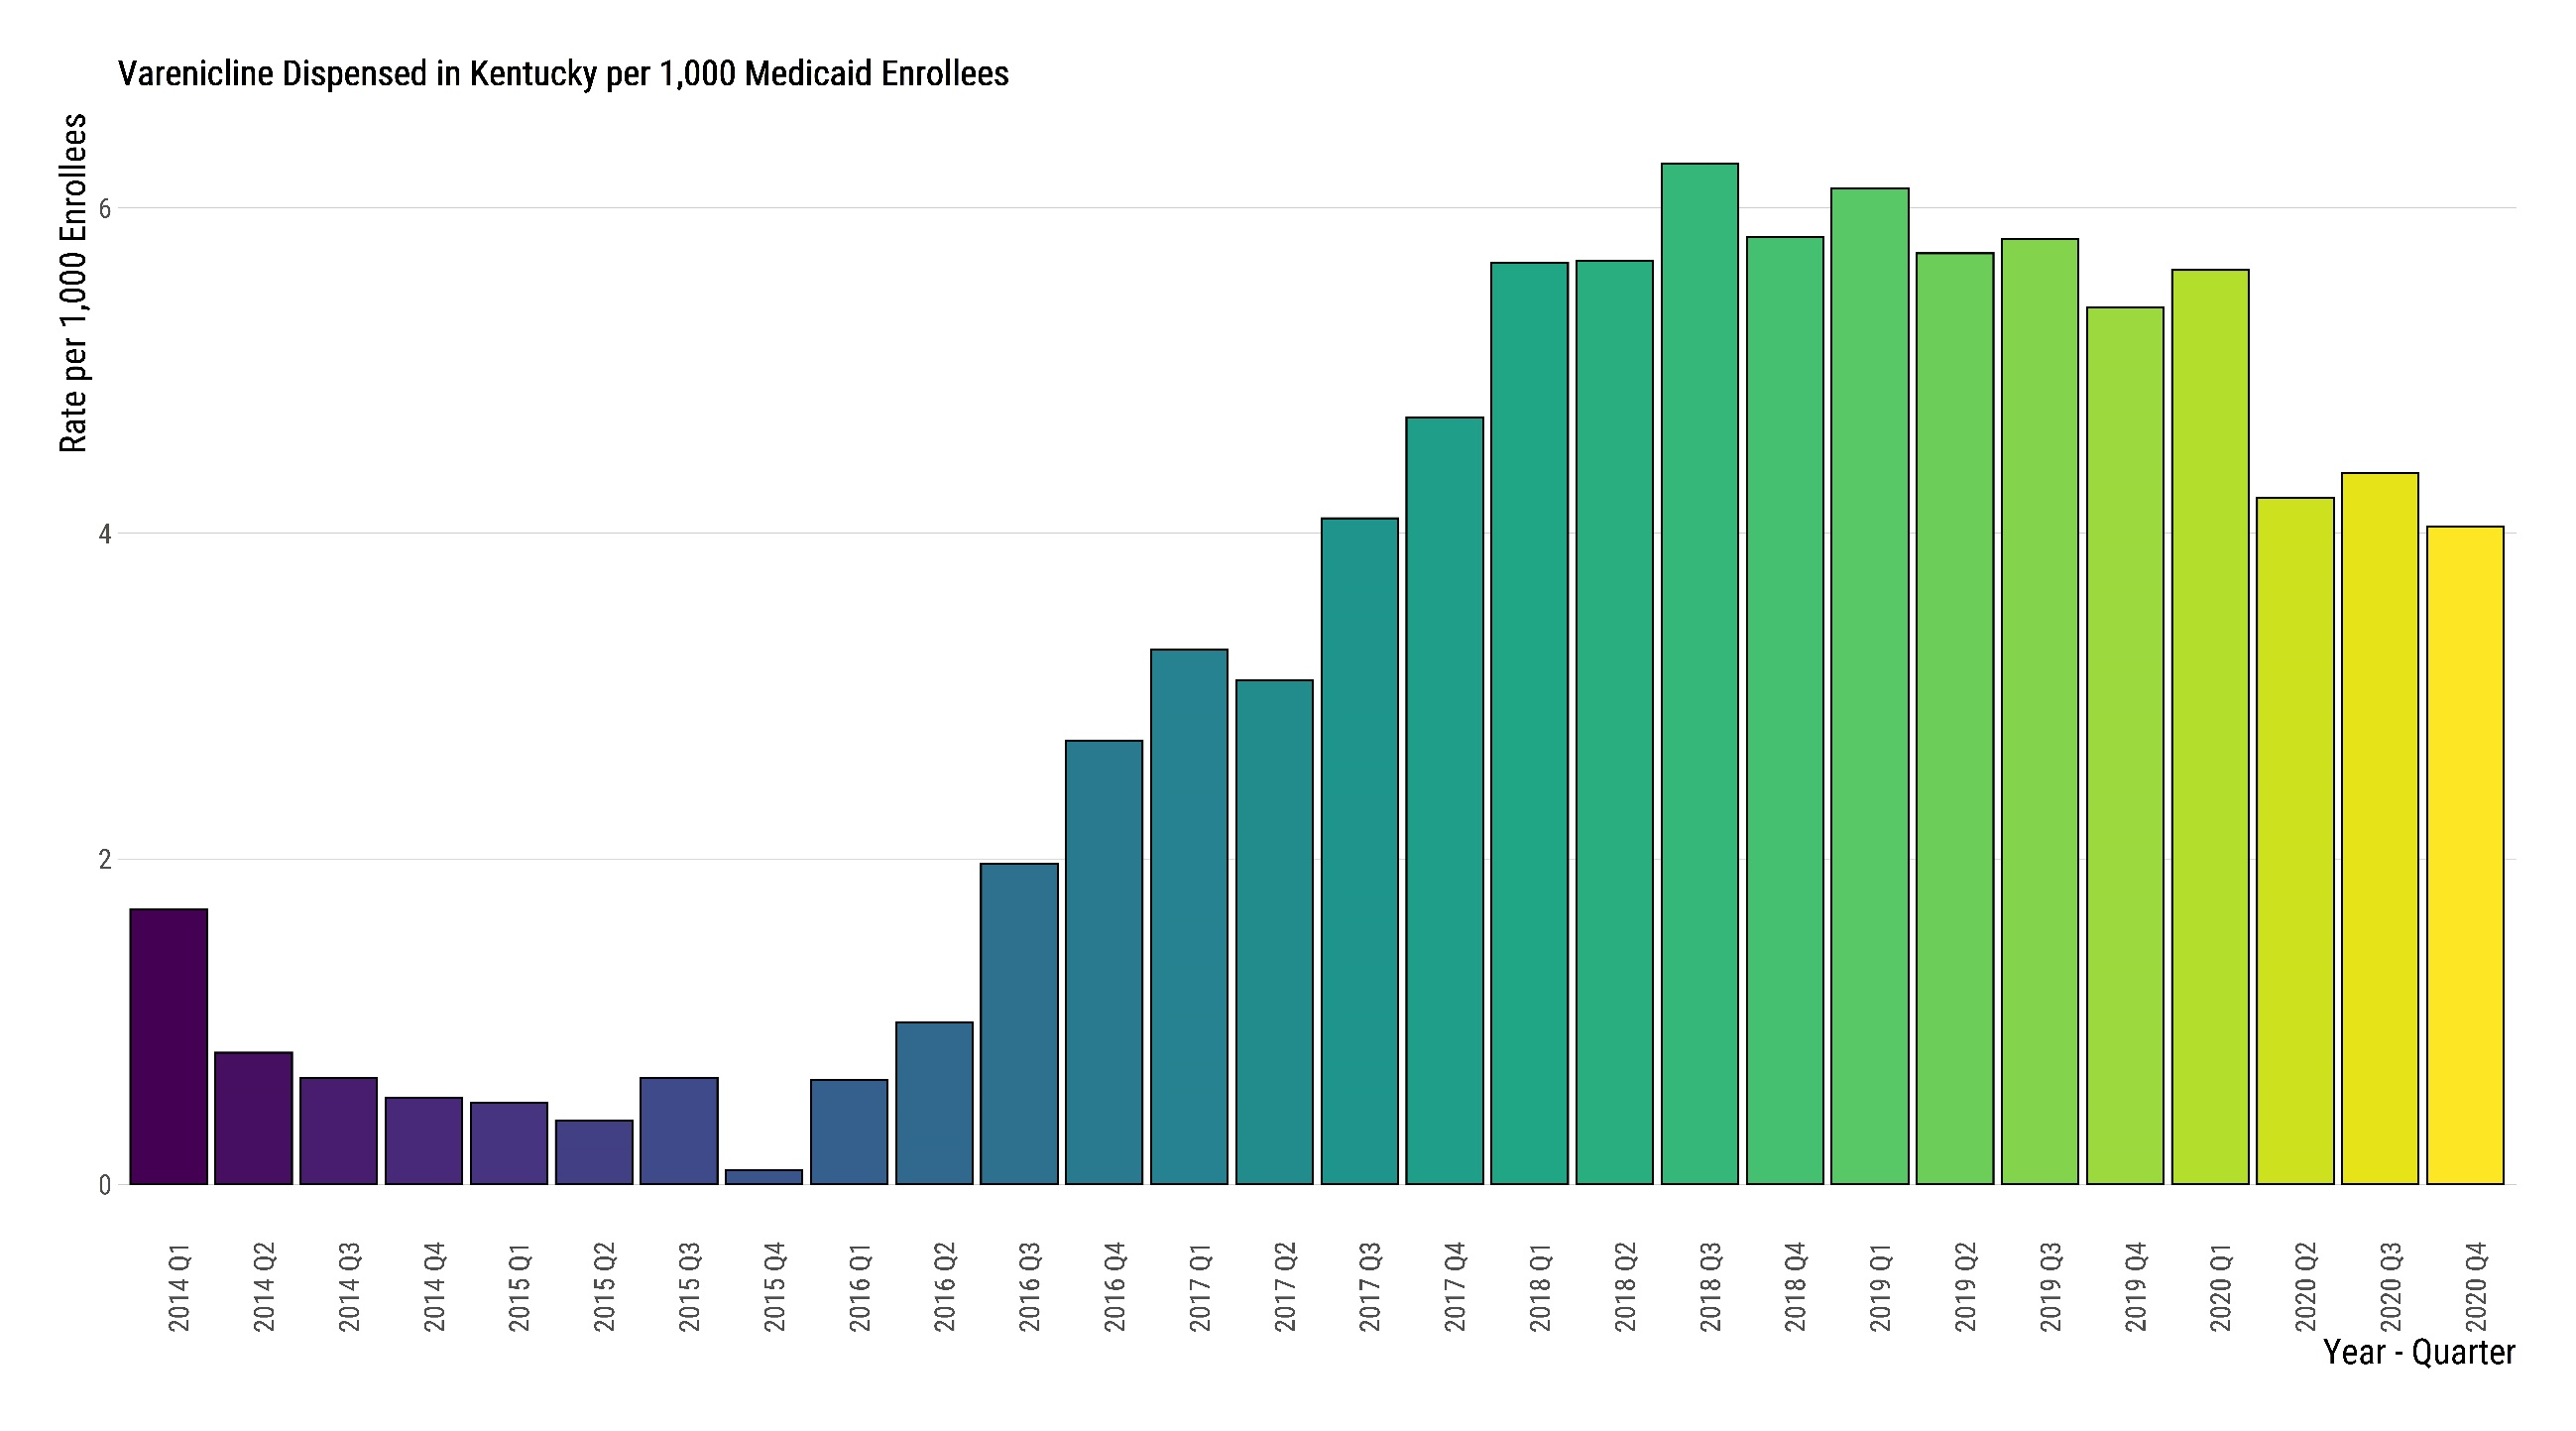 Varenicline Dispensed in Kentucky per 1,000 Medicaid Enrollees
Rate per 1,000 Enrollees
6
4
2
0
2014 Q1
2014 Q2
2014 Q3
2014 Q4
2015 Q1
2015 Q2
2015 Q3
2015 Q4
2016 Q1
2016 Q2
2016 Q3
2016 Q4
2017 Q1
2017 Q2
2017 Q3
2017 Q4
2018 Q1
2018 Q2
2018 Q3
2018 Q4
2019 Q1
2019 Q2
2019 Q3
2019 Q4
2020 Q1
2020 Q2
2020 Q3
2020 Q4
Year - Quarter